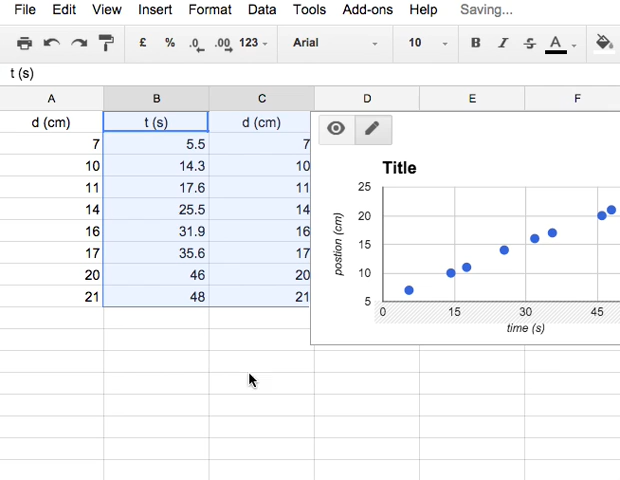 File Edit View Insert Format Data Tools Add-ons Help Saving...
£ % .0 .00 123 Arial 10 B I S A
t (s)
A B C D E F
d (cm) t (s) d (cm)
7 5.5 7
10 14.3 10
11 17.6 11
14 25.5 14
16 31.9 16
17 35.6 17
20 46 20
21 48 21
Title
25
20
15
10
5
postion (cm)
0 15 30 45
time (s)